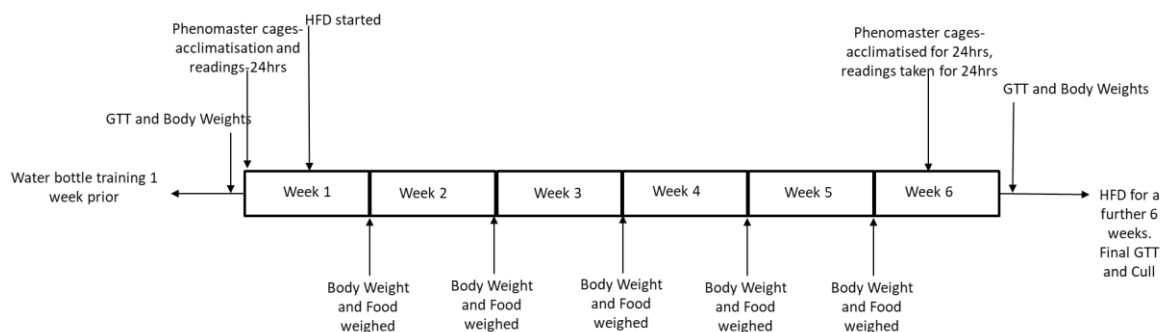 HFD started
Phenomaster cages-
acclimatisation and
readings-24hrs
GTT and Body Weights
Water bottle training 1
week prior
Phenomaster cages-
acclimatised for 24hrs,
readings taken for 24hrs
GTT and Body Weights
Week 1
Week 2
Week 3
Week 4
Week 5
Week 6
HFD for a
further 6
weeks.
Final GTT
and Cull
Body Weight
and Food
weighed
Body Weight
and Food
weighed
Body Weight
and Food
weighed
Body Weight
and Food
weighed
Body Weight
and Food
weighed